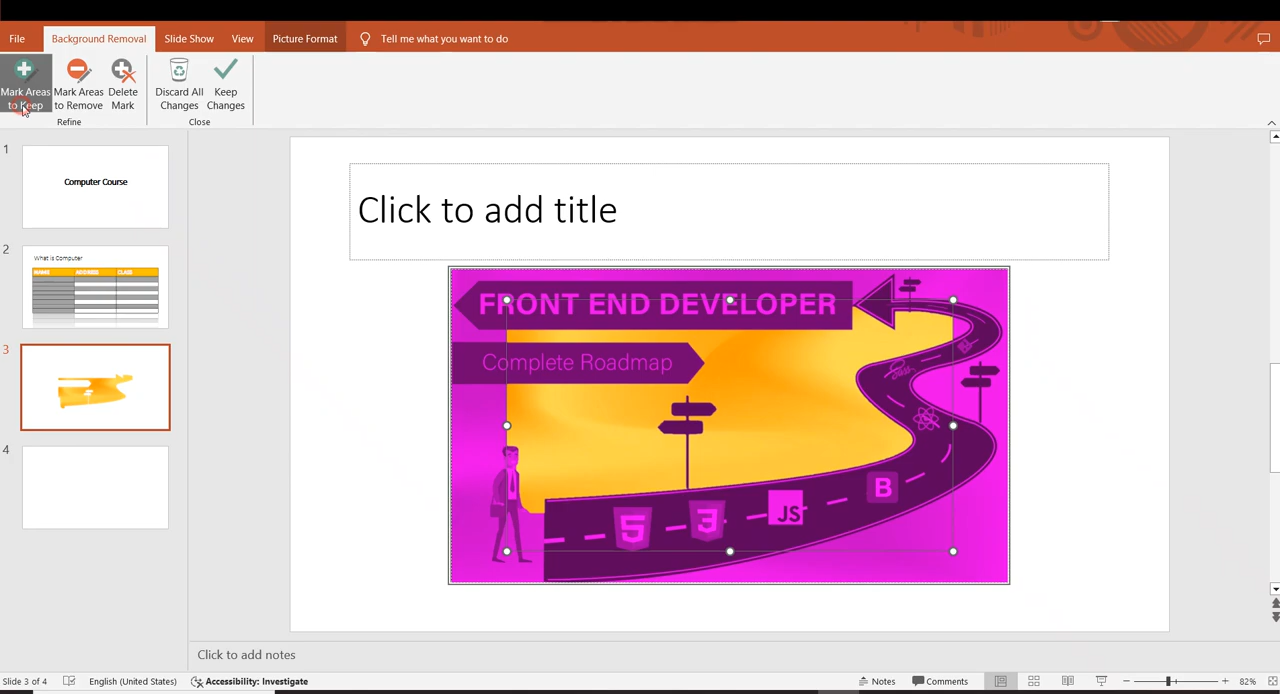 File
Background Removal
Slide Show
View
Picture Format
Tell me what you want to do
Mark Areas to Keep
Mark Areas to Remove
Delete Mark
Discard All Changes
Keep Changes
Refine
Close
1
Computer Course
2
What is Computer
NAME ADDRESS CLASS
3
4
Click to add title
FRONT END DEVELOPER
Complete Roadmap
5
3
JS
B
Click to add notes
Slide 3 of 4
English (United States)
Accessibility: Investigate
Notes
Comments
82%